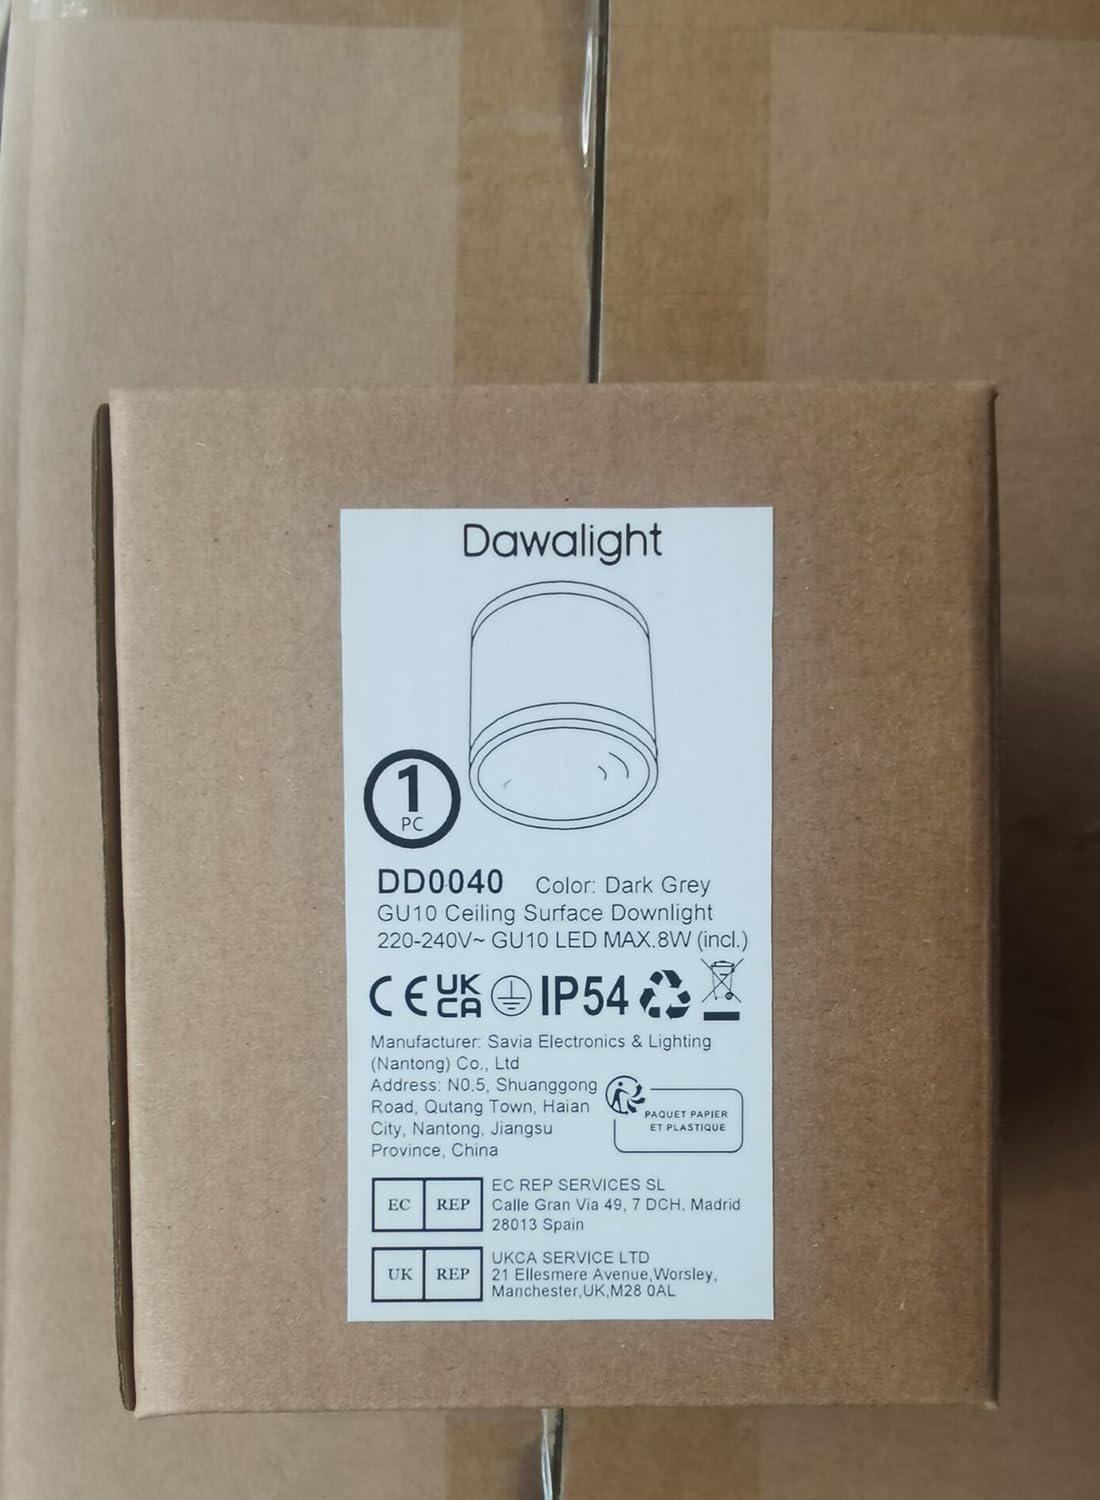 Dawalight
1
PC
DD0040 Color: Dark Grey
GU10 Ceiling Surface Downlight
220-240V~ GU10 LED MAX.8W (incl.)
CE UK CA IP54
Manufacturer: Savia Electronics & Lighting
(Nantong) Co., Ltd
Address: N0.5, Shuanggong
Road, Qutang Town, Haian
City, Nantong, Jiangsu
Province, China
PAQUET PAPIER
ET PLASTIQUE
EC REP
EC REP SERVICES SL
Calle Gran Via 49, 7 DCH. Madrid
28013 Spain
UK REP
UKCA SERVICE LTD
21 Ellesmere Avenue,Worsley,
Manchester,UK,M28 0AL